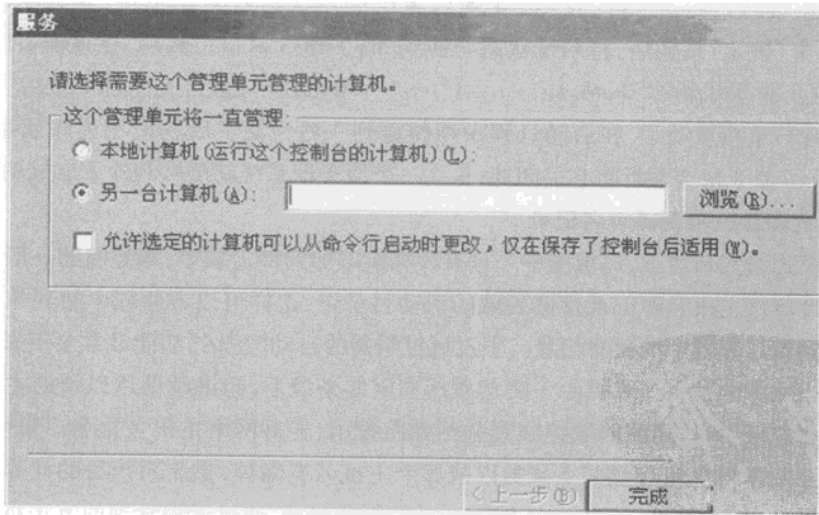 服务
请选择需要这个管理单元管理的计算机。
这个管理单元将一直管理:
本地计算机(运行这个控制台的计算机)(L):
另一台计算机(A):
浏览(R)...
允许选定的计算机可以从命令行启动时更改，仅在保存了控制台后适用(W)。
<上一步(B)
完成